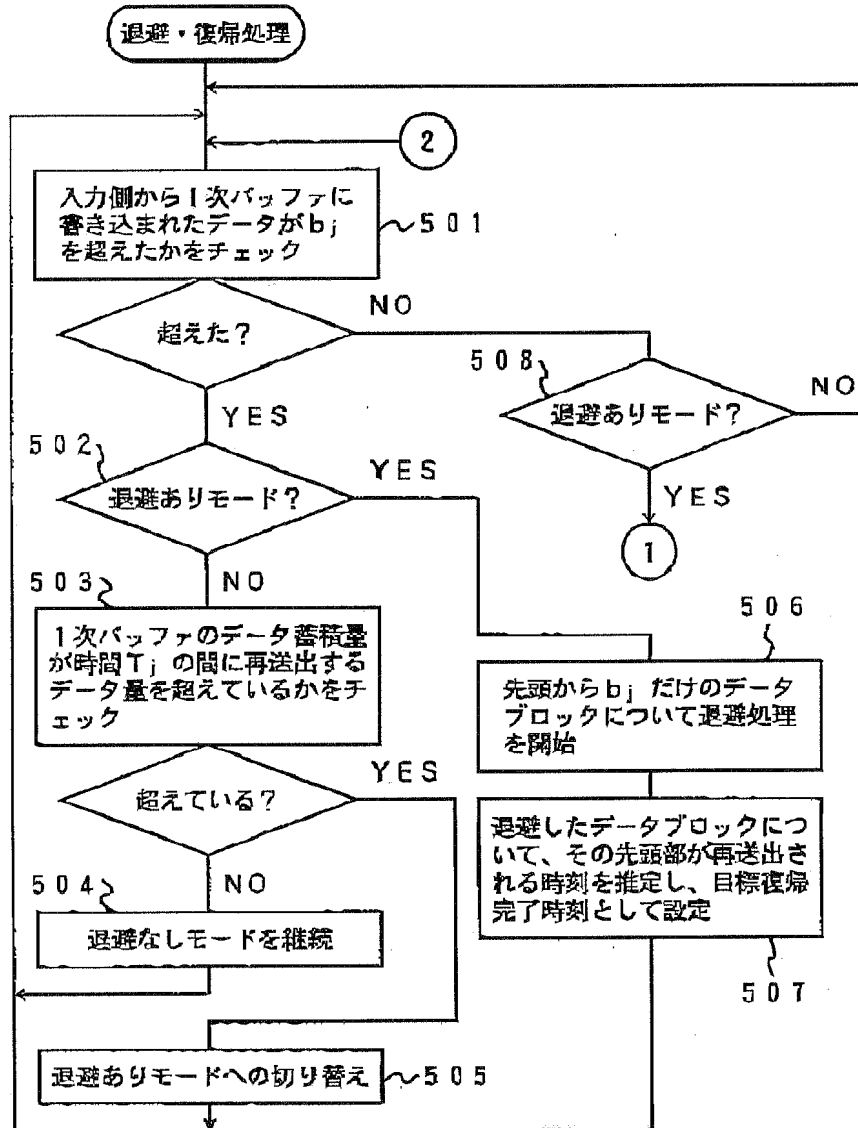 退避・復帰処理
2
入力側から1次バッファに
書き込まれたデータがbj
を超えたかをチェック
501
超えた?
NO
YES
508
退避ありモード?
NO
YES
1
502
退避ありモード?
YES
NO
503
1次バッファのデータ蓄積量
が時間Tjの間に再送出する
データ量を超えているかをチ
ェック
506
先頭からbjだけのデータ
ブロックについて退避処理
を開始
超えている?
YES
NO
退避したデータブロックにつ
いて、その先頭部が再送出さ
れる時刻を推定し、目標復帰
完了時刻として設定
507
504
退避なしモードを継続
退避ありモードへの切り替え
505